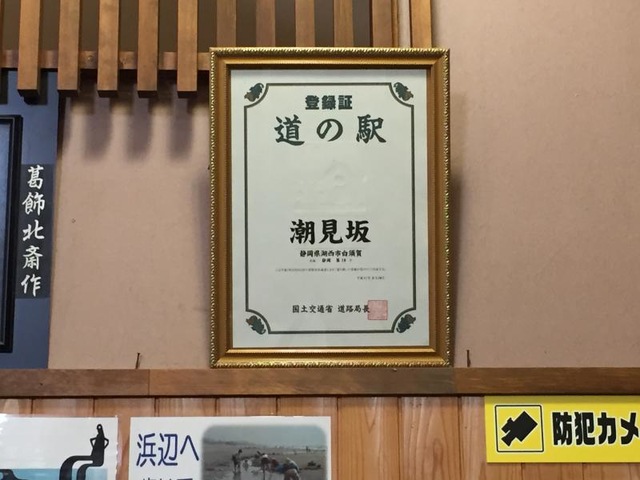 登録証
道の駅
潮見坂
静岡県湖西市白須賀
国土交通省 道路局長
葛飾北斎作
浜辺へ
防犯カメ